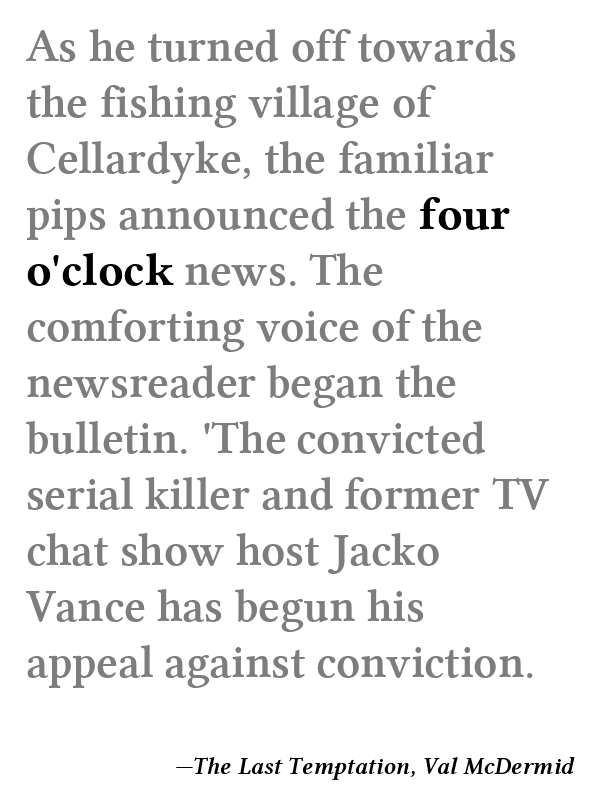 As he turned off towards
the fishing village of
Cellardyke, the familiar
pips announced the four
o'clock news. The
comforting voice of the
newsreader began the
bulletin. 'The convicted
serial killer and former TV
chat show host Jacko
Vance has begun his
appeal against conviction.
—The Last Temptation, Val McDermid